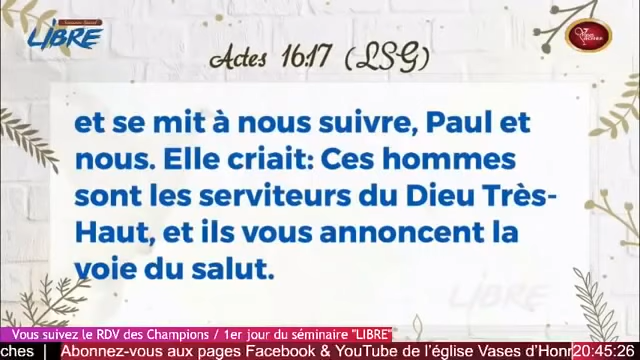 LIBRE
Actes 16:17 (LSG)
et se mit à nous suivre, Paul et
nous. Elle criait: Ces hommes
sont les serviteurs du Dieu Très-
Haut, et ils vous annoncent la
voie du salut.
LIBRE
Vous suivez le RDV des Champions / 1er jour du séminaire "LIBRE"
ches | Abonnez-vous aux pages Facebook & YouTube de l'église Vases d'Honn
20:45:26